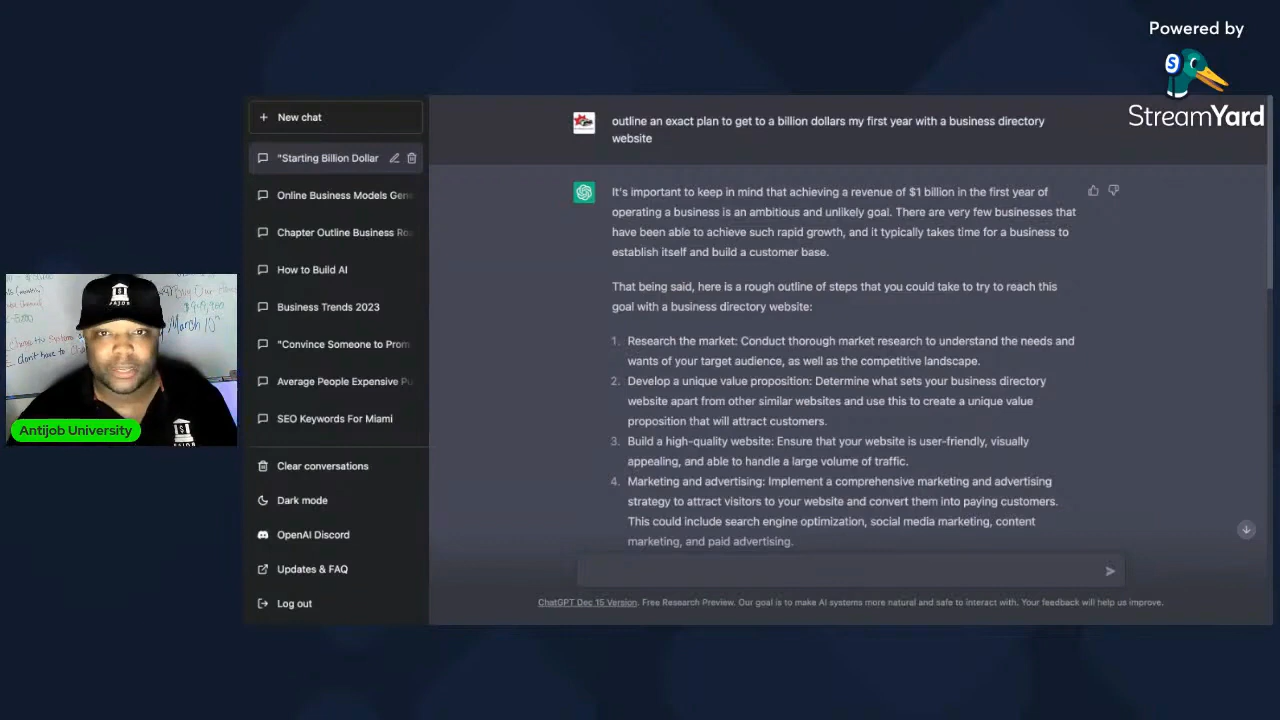 Powered by
StreamYard
New chat
"Starting Billion Dollar
Online Business Models Gen
Chapter Outline Business Ro
How to Build AI
Business Trends 2023
"Convince Someone to Prom
Average People Expensive Pu
SEO Keywords For Miami
Clear conversations
Dark mode
OpenAI Discord
Updates & FAQ
Log out
outline an exact plan to get to a billion dollars my first year with a business directory
website
It's important to keep in mind that achieving a revenue of $1 billion in the first year of
operating a business is an ambitious and unlikely goal. There are very few businesses that
have been able to achieve such rapid growth, and it typically takes time for a business to
establish itself and build a customer base.
That being said, here is a rough outline of steps that you could take to try to reach this
goal with a business directory website:
1. Research the market: Conduct thorough market research to understand the needs and
wants of your target audience, as well as the competitive landscape.
2. Develop a unique value proposition: Determine what sets your business directory
website apart from other similar websites and use this to create a unique value
proposition that will attract customers.
3. Build a high-quality website: Ensure that your website is user-friendly, visually
appealing, and able to handle a large volume of traffic.
4. Marketing and advertising: Implement a comprehensive marketing and advertising
strategy to attract visitors to your website and convert them into paying customers.
This could include search engine optimization, social media marketing, content
marketing, and paid advertising.
ChatGPT Dec 15 Version. Free Research Preview. Our goal is to make AI systems more natural and safe to interact with. Your feedback will help us improve.
Buy Our
March 15th
don't have to
Antijob University